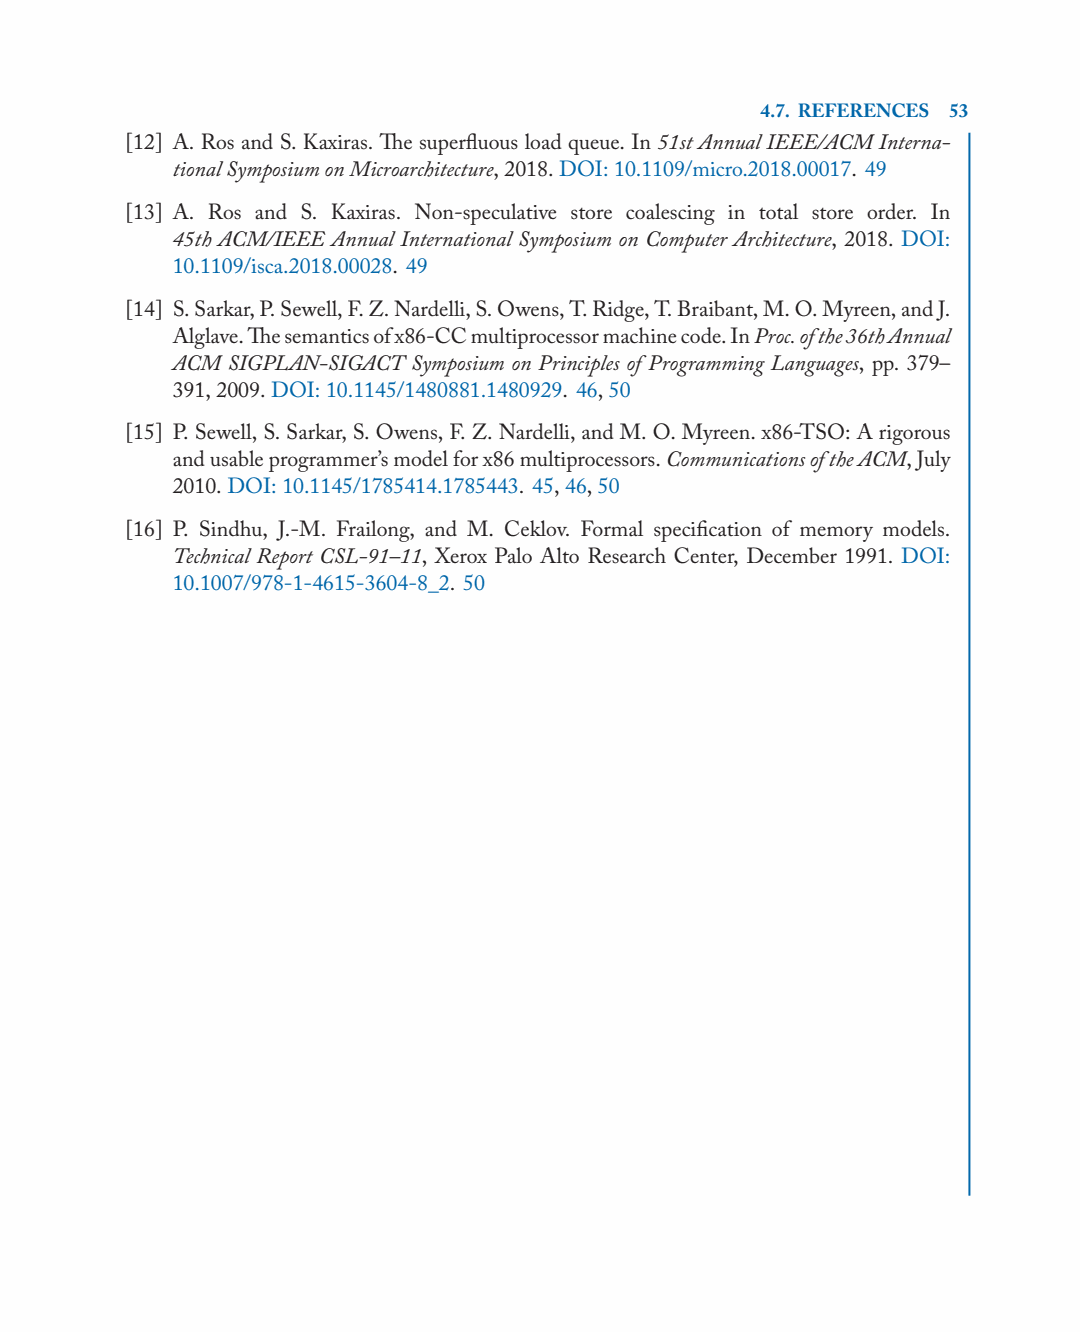 4.7. REFERENCES 53
[12] A. Ros and S. Kaxiras. The superfluous load queue. In 51st Annual IEEE/ACM Interna-
tional Symposium on Microarchitecture, 2018. DOI: 10.1109/micro.2018.00017. 49
[13] A. Ros and S. Kaxiras. Non-speculative store coalescing in total store order. In
45th ACM/IEEE Annual International Symposium on Computer Architecture, 2018. DOI:
10.1109/isca.2018.00028. 49
[14] S. Sarkar, P. Sewell, F. Z. Nardelli, S. Owens, T. Ridge, T. Braibant, M. O. Myreen, and J.
Alglave. The semantics of x86-CC multiprocessor machine code. In Proc. of the 36th Annual
ACM SIGPLAN-SIGACT Symposium on Principles of Programming Languages, pp. 379–
391, 2009. DOI: 10.1145/1480881.1480929. 46, 50
[15] P. Sewell, S. Sarkar, S. Owens, F. Z. Nardelli, and M. O. Myreen. x86-TSO: A rigorous
and usable programmer’s model for x86 multiprocessors. Communications of the ACM, July
2010. DOI: 10.1145/1785414.1785443. 45, 46, 50
[16] P. Sindhu, J.-M. Frailong, and M. Ceklov. Formal specification of memory models.
Technical Report CSL-91–11, Xerox Palo Alto Research Center, December 1991. DOI:
10.1007/978-1-4615-3604-8_2. 50